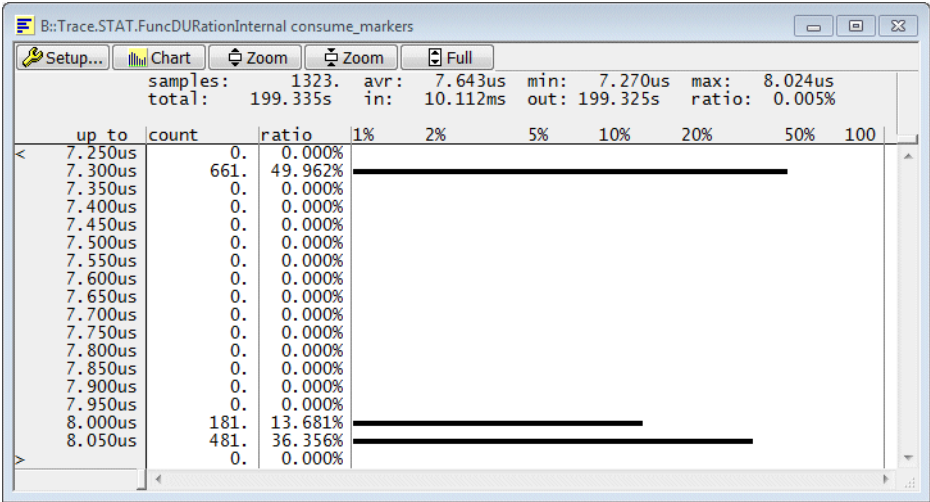 B::Trace.STAT.FuncDURationInternal consume_markers
Setup... Chart Zoom Zoom Full
samples: 1323. avr: 7.643us min: 7.270us max: 8.024us
total: 199.335s in: 10.112ms out: 199.325s ratio: 0.005%
up to count ratio 1% 2% 5% 10% 20% 50% 100
< 7.250us 0. 0.000%
7.300us 661. 49.962%
7.350us 0. 0.000%
7.400us 0. 0.000%
7.450us 0. 0.000%
7.500us 0. 0.000%
7.550us 0. 0.000%
7.600us 0. 0.000%
7.650us 0. 0.000%
7.700us 0. 0.000%
7.750us 0. 0.000%
7.800us 0. 0.000%
7.850us 0. 0.000%
7.900us 0. 0.000%
7.950us 0. 0.000%
8.000us 181. 13.681%
8.050us 481. 36.356%
> 0. 0.000%